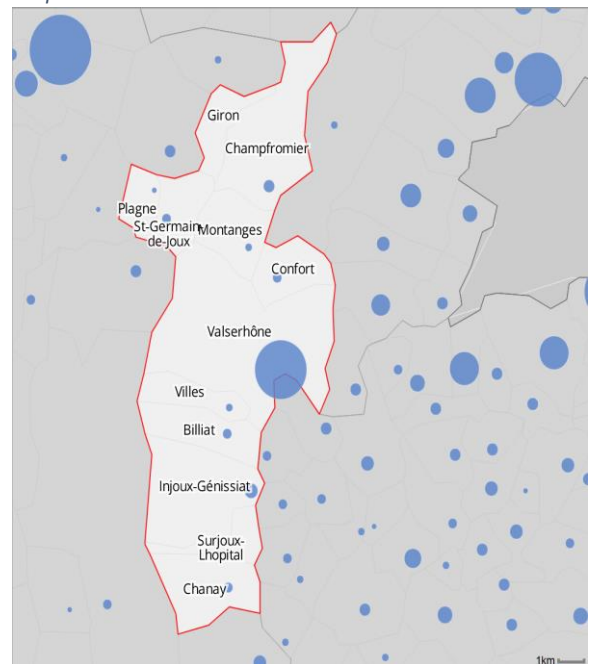 Giron
Champfromier
Plagne
St-Germain-
de-Joux
Montanges
Confort
Valserhône
Villes
Billiat
Injoux-Génissiat
Surjoux-
Lhopital
Chanay
1km